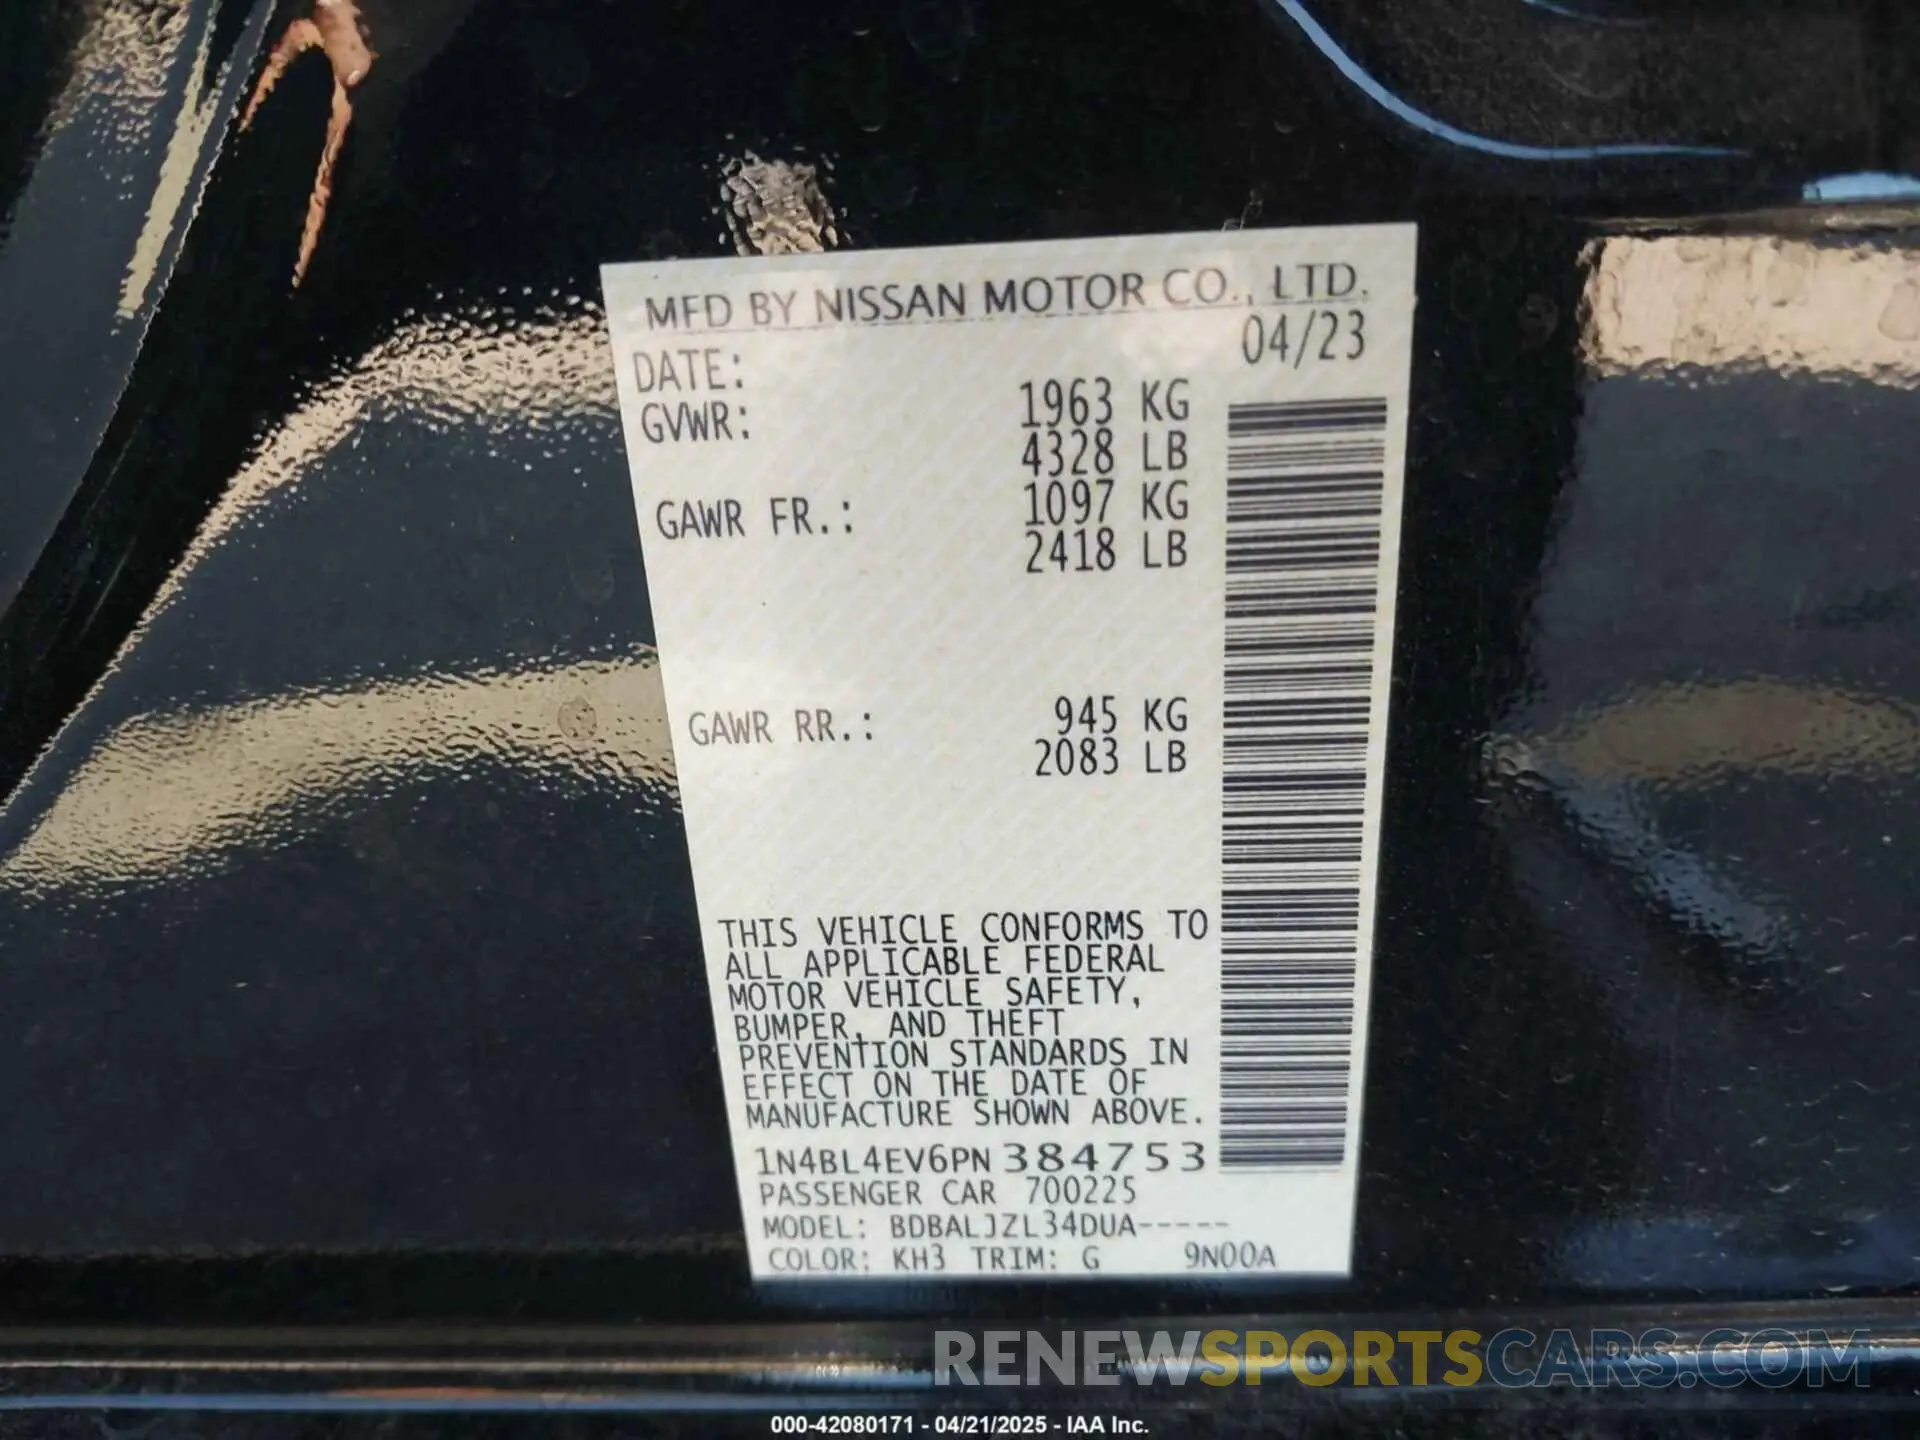 MFD BY NISSAN MOTOR CO., LTD.
DATE: 04/23
GVWR: 1963 KG
4328 LB
GAWR FR.: 1097 KG
2418 LB
GAWR RR.: 945 KG
2083 LB
THIS VEHICLE CONFORMS TO
ALL APPLICABLE FEDERAL
MOTOR VEHICLE SAFETY,
BUMPER, AND THEFT
PREVENTION STANDARDS IN
EFFECT ON THE DATE OF
MANUFACTURE SHOWN ABOVE.
1N4BL4EV6PN384753
PASSENGER CAR 700225
MODEL: BDBALJZL34DUA-----
COLOR: KH3 TRIM: G 9N00A
RENEWSPORTSCARS.COM
000-42080171 - 04/21/2025 - IAA Inc.